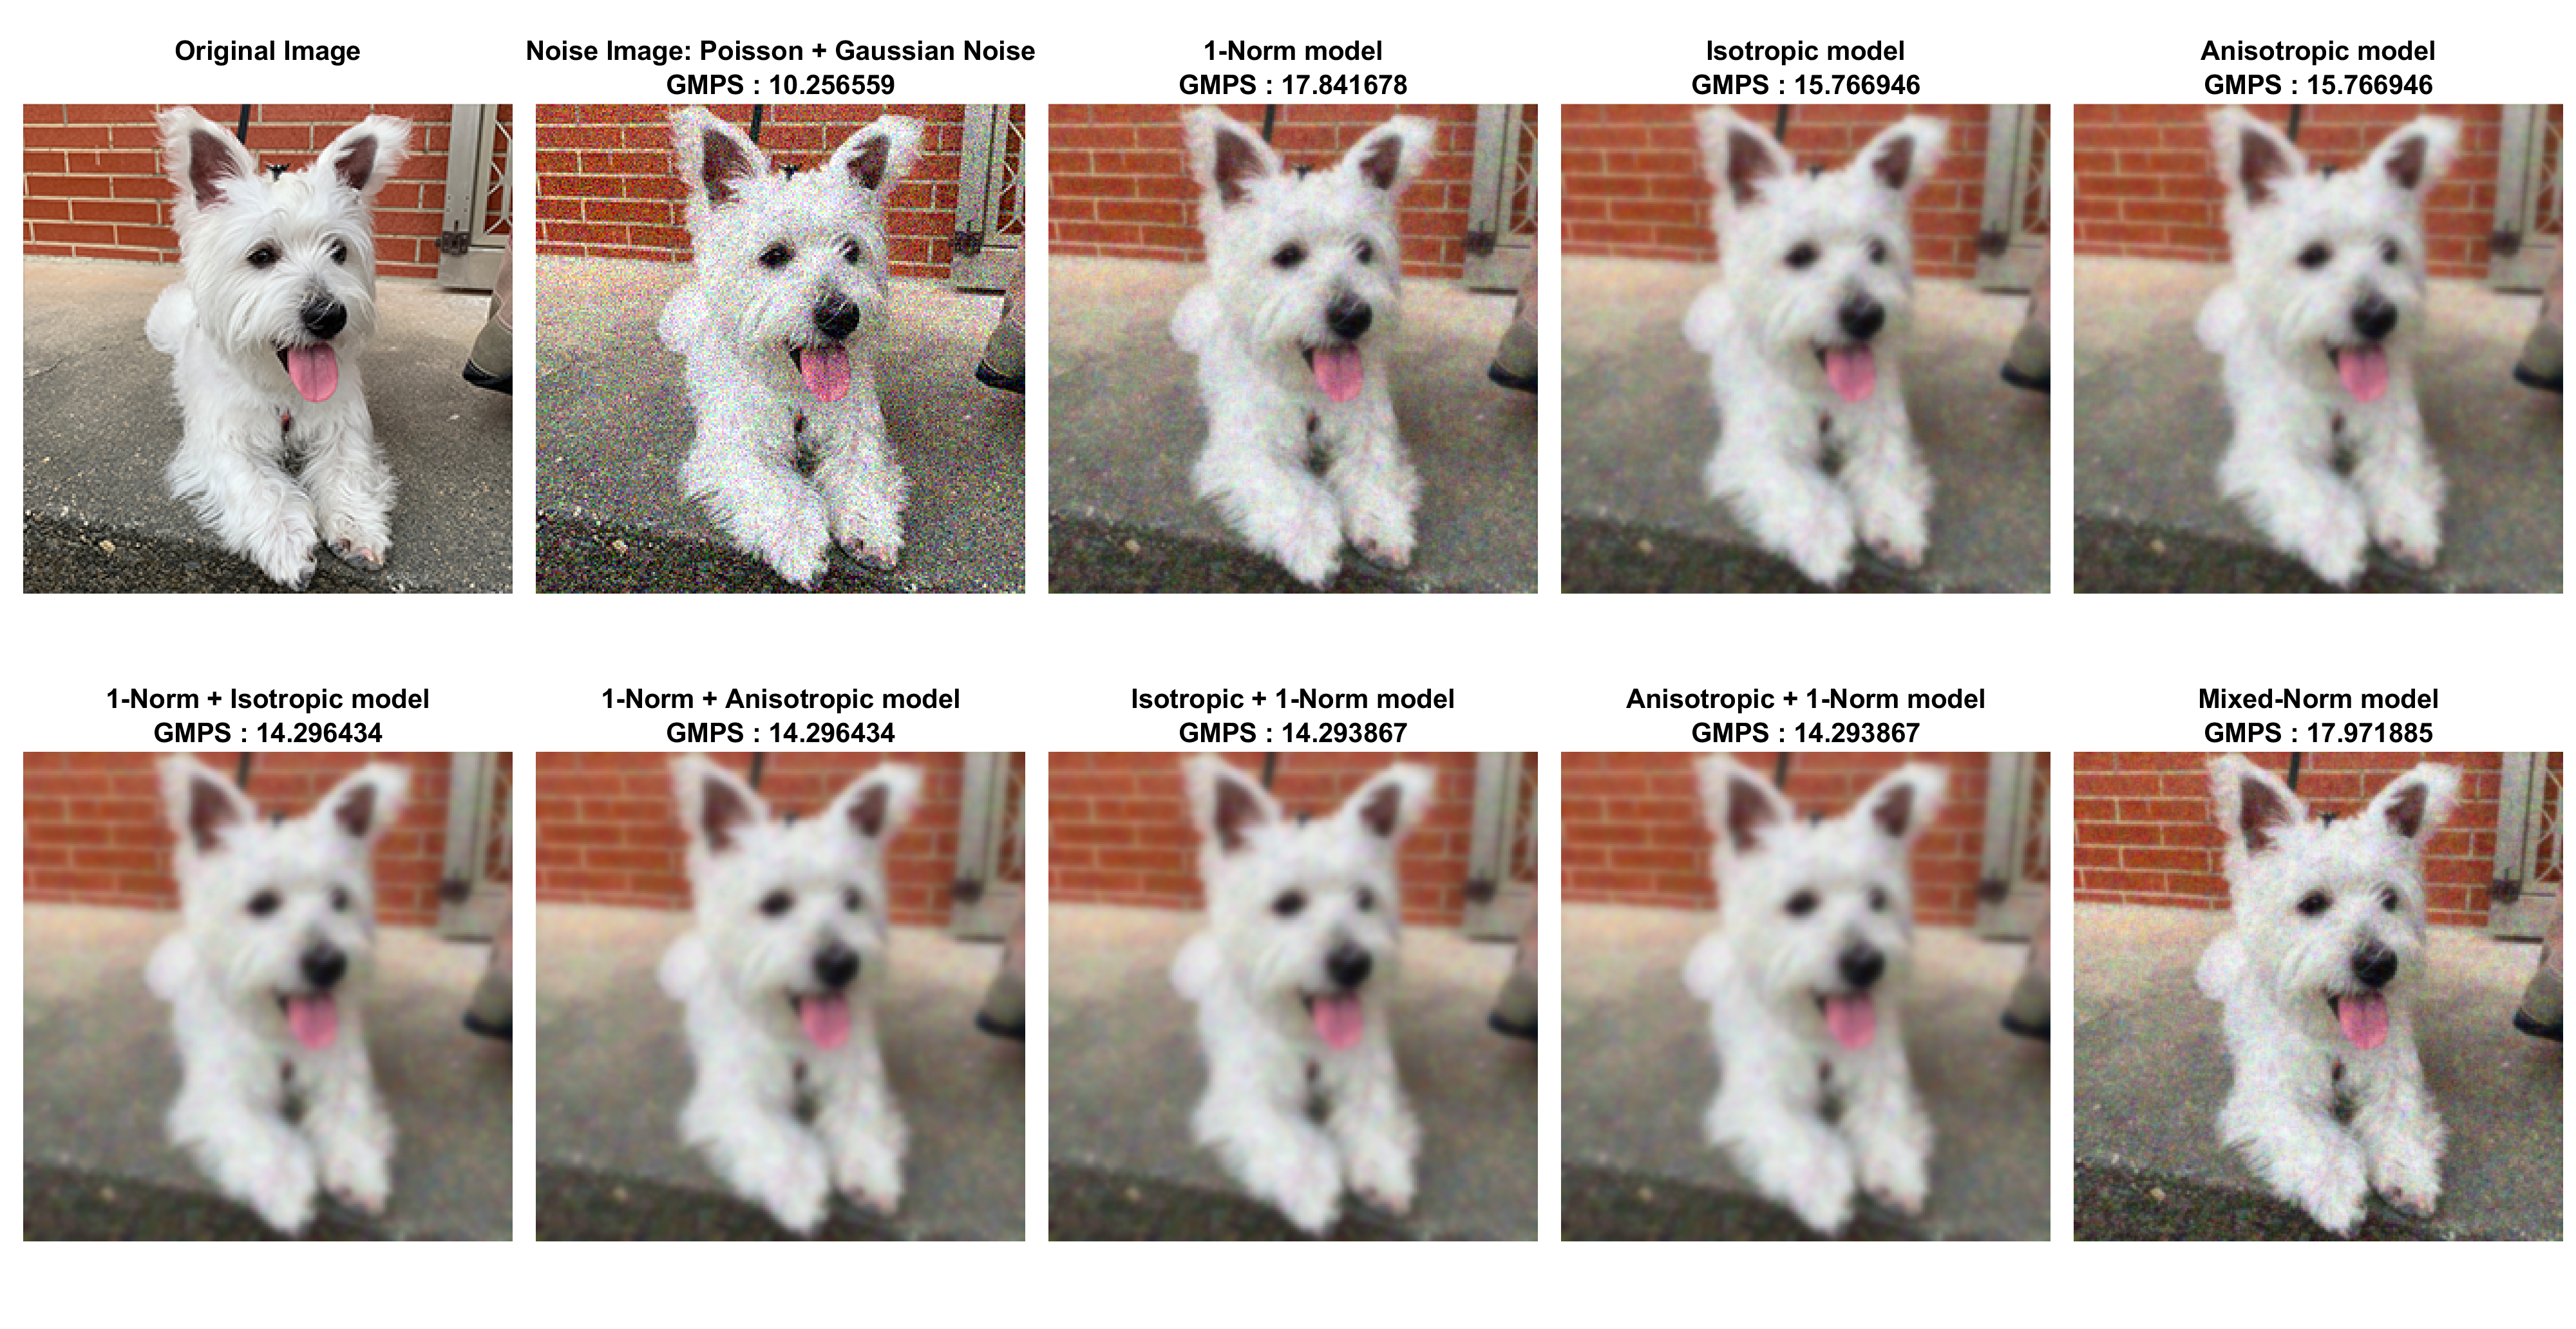 Original Image
Noise Image: Poisson + Gaussian Noise
GMPS : 10.256559
1-Norm model
GMPS : 17.841678
Isotropic model
GMPS : 15.766946
Anisotropic model
GMPS : 15.766946
1-Norm + Isotropic model
GMPS : 14.296434
1-Norm + Anisotropic model
GMPS : 14.296434
Isotropic + 1-Norm model
GMPS : 14.293867
Anisotropic + 1-Norm model
GMPS : 14.293867
Mixed-Norm model
GMPS : 17.971885